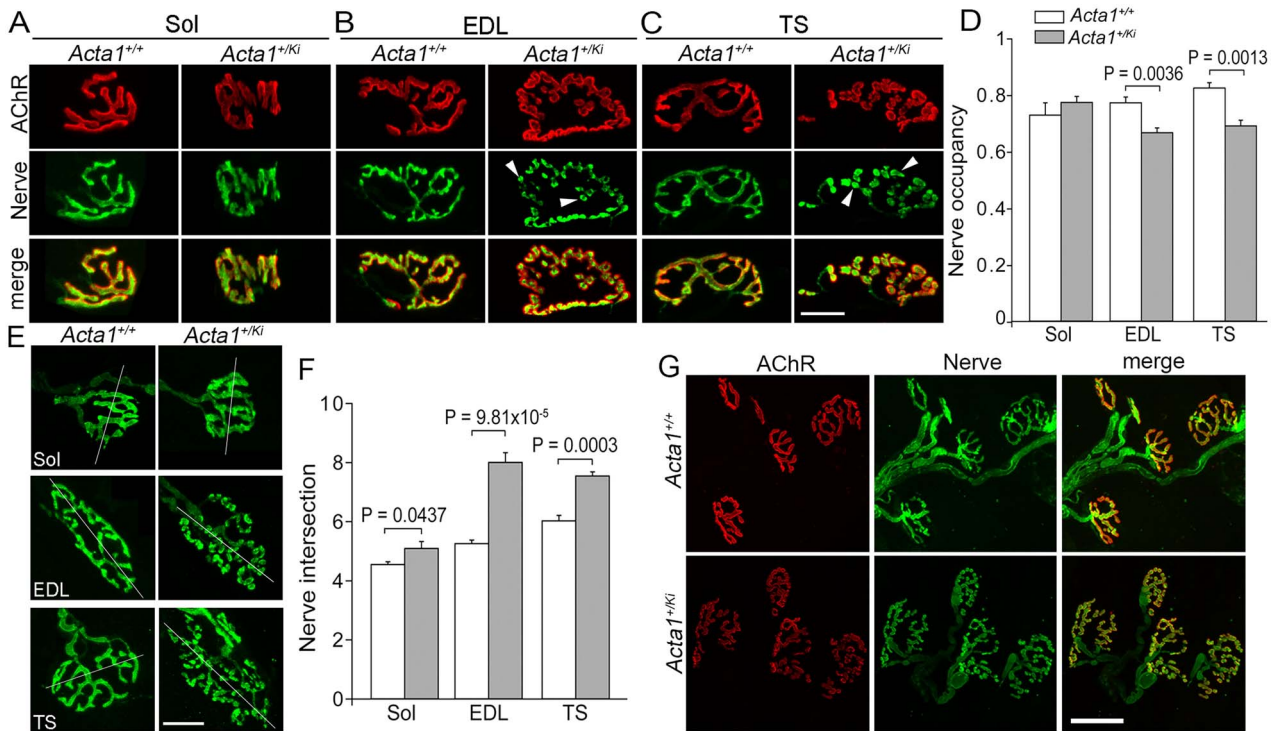 A Sol
Acta1+/+ Acta1+/Ki
B EDL
Acta1+/+ Acta1+/Ki
C TS
Acta1+/+ Acta1+/Ki
AChR
Nerve
merge
D
Acta1+/+
Acta1+/Ki
P = 0.0036
P = 0.0013
Nerve occupancy
0.8
0.6
0.4
0.2
0
Sol EDL TS
E
Acta1+/+ Acta1+/Ki
Sol
EDL
TS
F
P = 9.81x10-5
P = 0.0003
P = 0.0437
Nerve intersection
10
8
6
4
2
0
Sol EDL TS
G
AChR Nerve merge
Acta1+/+
Acta1+/Ki